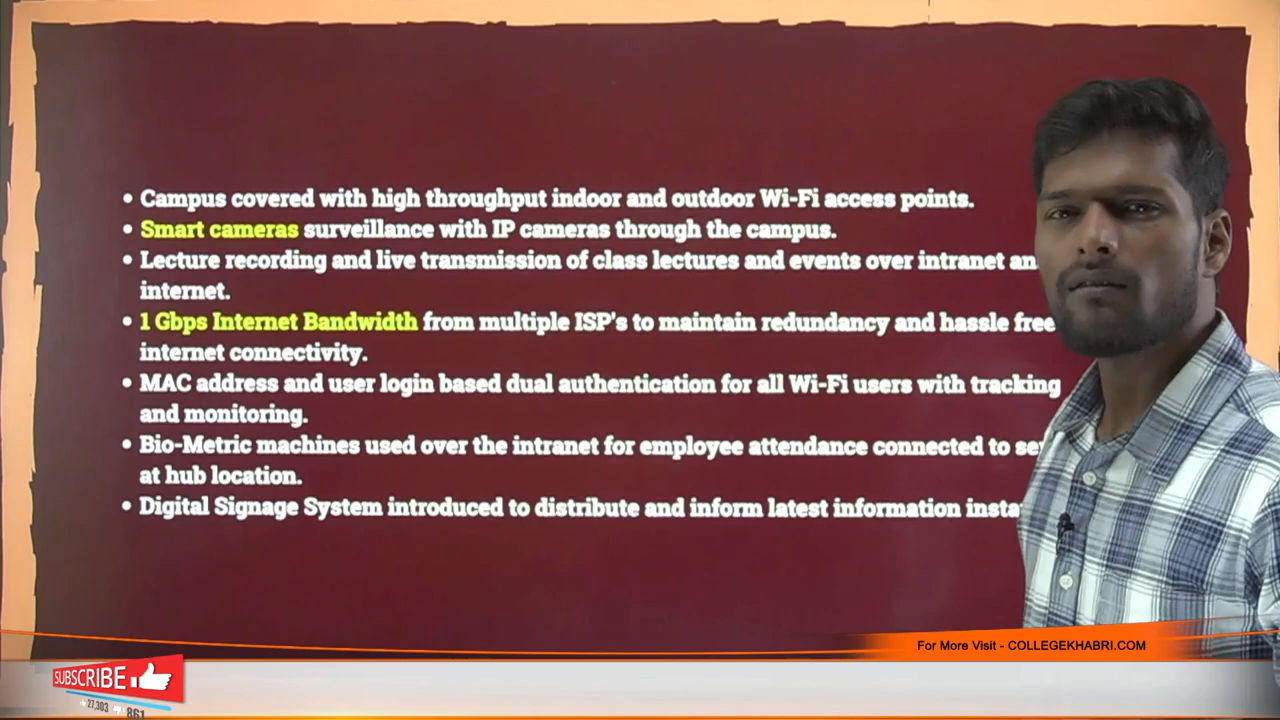 • Campus covered with high throughput indoor and outdoor Wi-Fi access points.
• Smart cameras surveillance with IP cameras through the campus.
• Lecture recording and live transmission of class lectures and events over intranet an
internet.
• 1 Gbps Internet Bandwidth from multiple ISP's to maintain redundancy and hassle free
internet connectivity.
• MAC address and user login based dual authentication for all Wi-Fi users with tracking
and monitoring.
• Bio-Metric machines used over the intranet for employee attendance connected to se
at hub location.
• Digital Signage System introduced to distribute and inform latest information insta
For More Visit - COLLEGEKHABRI.COM
SUBSCRIBE
27,303 861